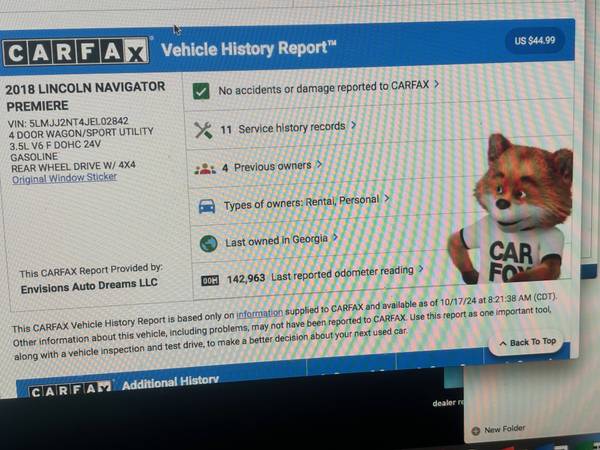 CARFAX Vehicle History Report™
US $44.99
2018 LINCOLN NAVIGATOR
PREMIERE
VIN: 5LMJJ2NT4JEL02842
4 DOOR WAGON/SPORT UTILITY
3.5L V6 F DOHC 24V
GASOLINE
REAR WHEEL DRIVE W/ 4X4
Original Window Sticker
This CARFAX Report Provided by:
Envisions Auto Dreams LLC
No accidents or damage reported to CARFAX
11 Service history records
4 Previous owners
Types of owners: Rental, Personal
Last owned in Georgia
142,963 Last reported odometer reading
CAR
FOX
This CARFAX Vehicle History Report is based only on information supplied to CARFAX and available as of 10/17/24 at 8:21:38 AM (CDT).
Other information about this vehicle, including problems, may not have been reported to CARFAX. Use this report as one important tool,
along with a vehicle inspection and test drive, to make a better decision about your next used car.
Back To Top
CARFAX Additional History
dealer
New Folder